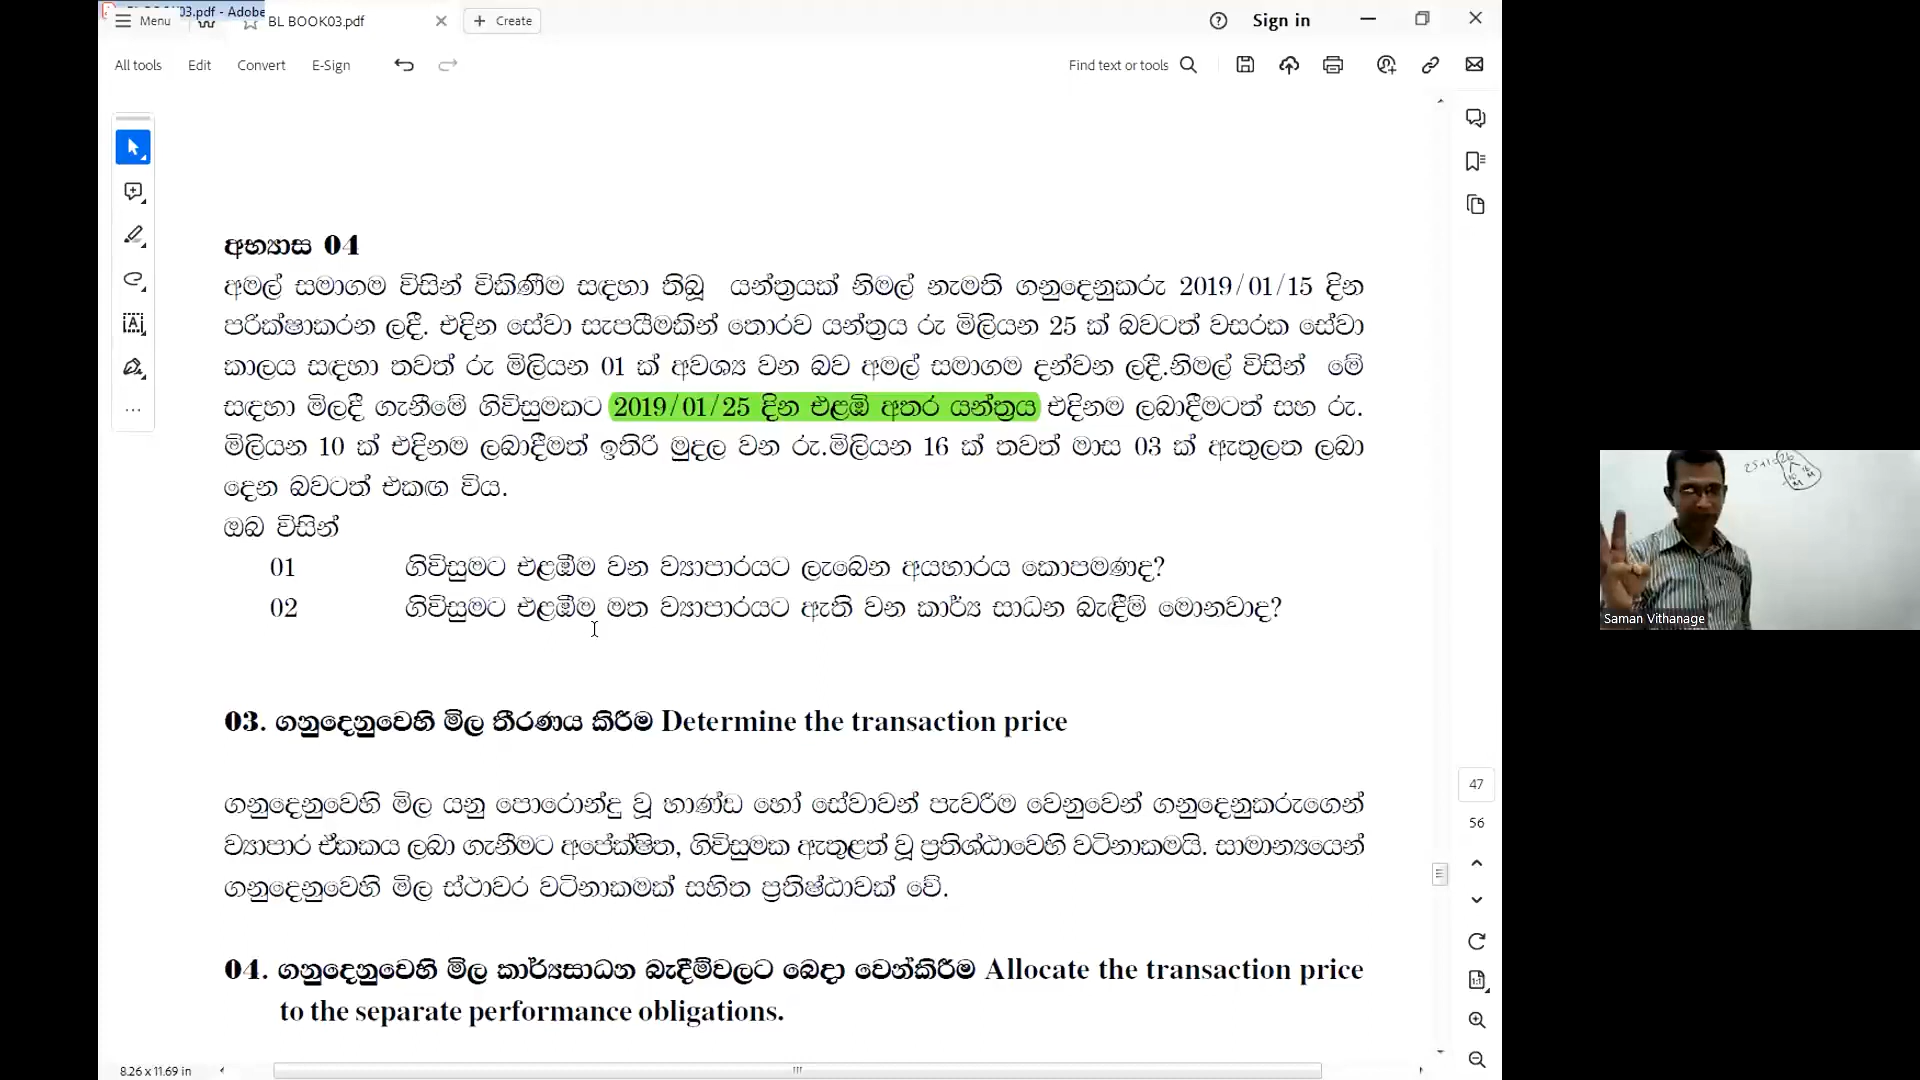 03.pdf - Adobe
Menu
BL BOOK03.pdf
Create
Sign in
All tools
Edit
Convert
E-Sign
Find text or tools
අභ්‍යාස 04
අමල් සමාගම විසින් විකිණීම සඳහා තිබූ යන්ත්‍රයක් නිමල් නැමති ගනුදෙනුකරු 2019/01/15 දින
පරික්ෂාකරන ලදී. එදින සේවා සැපයීමකින් තොරව යන්ත්‍රය රු මිලියන 25 ක් බවටත් වසරක සේවා
කාලය සඳහා තවත් රු මිලියන 01 ක් අවශ්‍ය වන බව අමල් සමාගම දන්වන ලදී.නිමල් විසින් මේ
සඳහා මිලදී ගැනීමේ ගිවිසුමකට 2019/01/25 දින එළඹි අතර යන්ත්‍රය එදිනම ලබාදීමටත් සහ රු.
මිලියන 10 ක් එදිනම ලබාදීමත් ඉතිරි මුදල වන රු.මිලියන 16 ක් තවත් මාස 03 ක් ඇතුලත ලබා
දෙන බවටත් එකඟ විය.
ඔබ විසින්
01 ගිවිසුමට එළඹීම වන ව්‍යාපාරයට ලැබෙන අයහාරය කොපමණද?
02 ගිවිසුමට එළඹීම මත ව්‍යාපාරයට ඇති වන කාර්ය සාධන බැඳීම් මොනවාද?
03. ගනුදෙනුවෙහි මිල තීරණය කිරීම Determine the transaction price
ගනුදෙනුවෙහි මිල යනු පොරොන්දු වූ භාණ්ඩ හෝ සේවාවන් පැවරීම වෙනුවෙන් ගනුදෙනුකරුගෙන්
ව්‍යාපාර ඒකකය ලබා ගැනීමට අපේක්ෂිත, ගිවිසුමක ඇතුළත් වූ ප්‍රතිශ්ඨාවෙහි වටිනාකමයි. සාමාන්‍යයෙන්
ගනුදෙනුවෙහි මිල ස්ථාවර වටිනාකමක් සහිත ප්‍රතිෂ්ඨාවක් වේ.
04. ගනුදෙනුවෙහි මිල කාර්යසාධන බැදීම්වලට බෙදා වෙන්කිරීම Allocate the transaction price
to the separate performance obligations.
47
56
8.26 x 11.69 in
Saman Vithanage